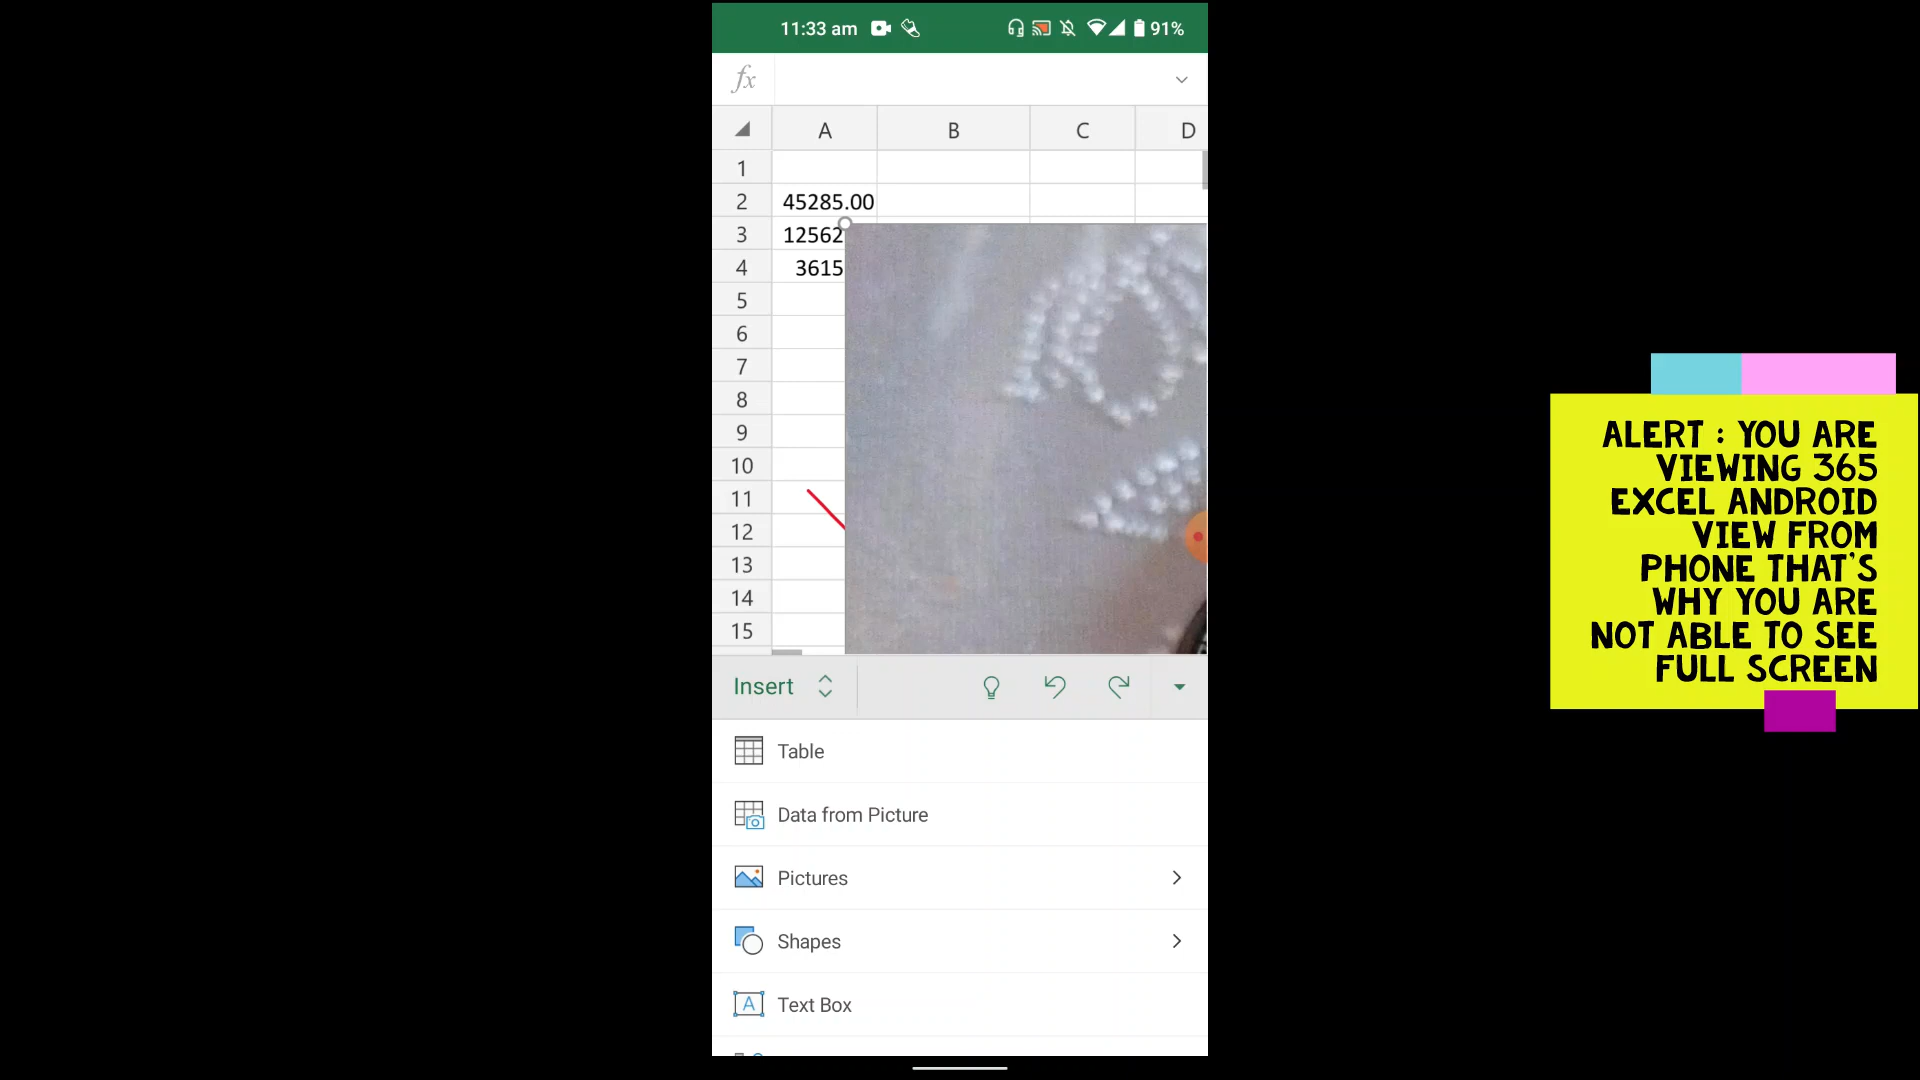 11:33 am
91%
fx
A B C D
1
2 45285.00
3 12562
4 3615
5
6
7
8
9
10
11
12
13
14
15
Insert
Table
Data from Picture
Pictures
Shapes
A Text Box
ALERT : YOU ARE
VIEWING 365
EXCEL ANDROID
VIEW FROM
PHONE THAT'S
WHY YOU ARE
NOT ABLE TO SEE
FULL SCREEN